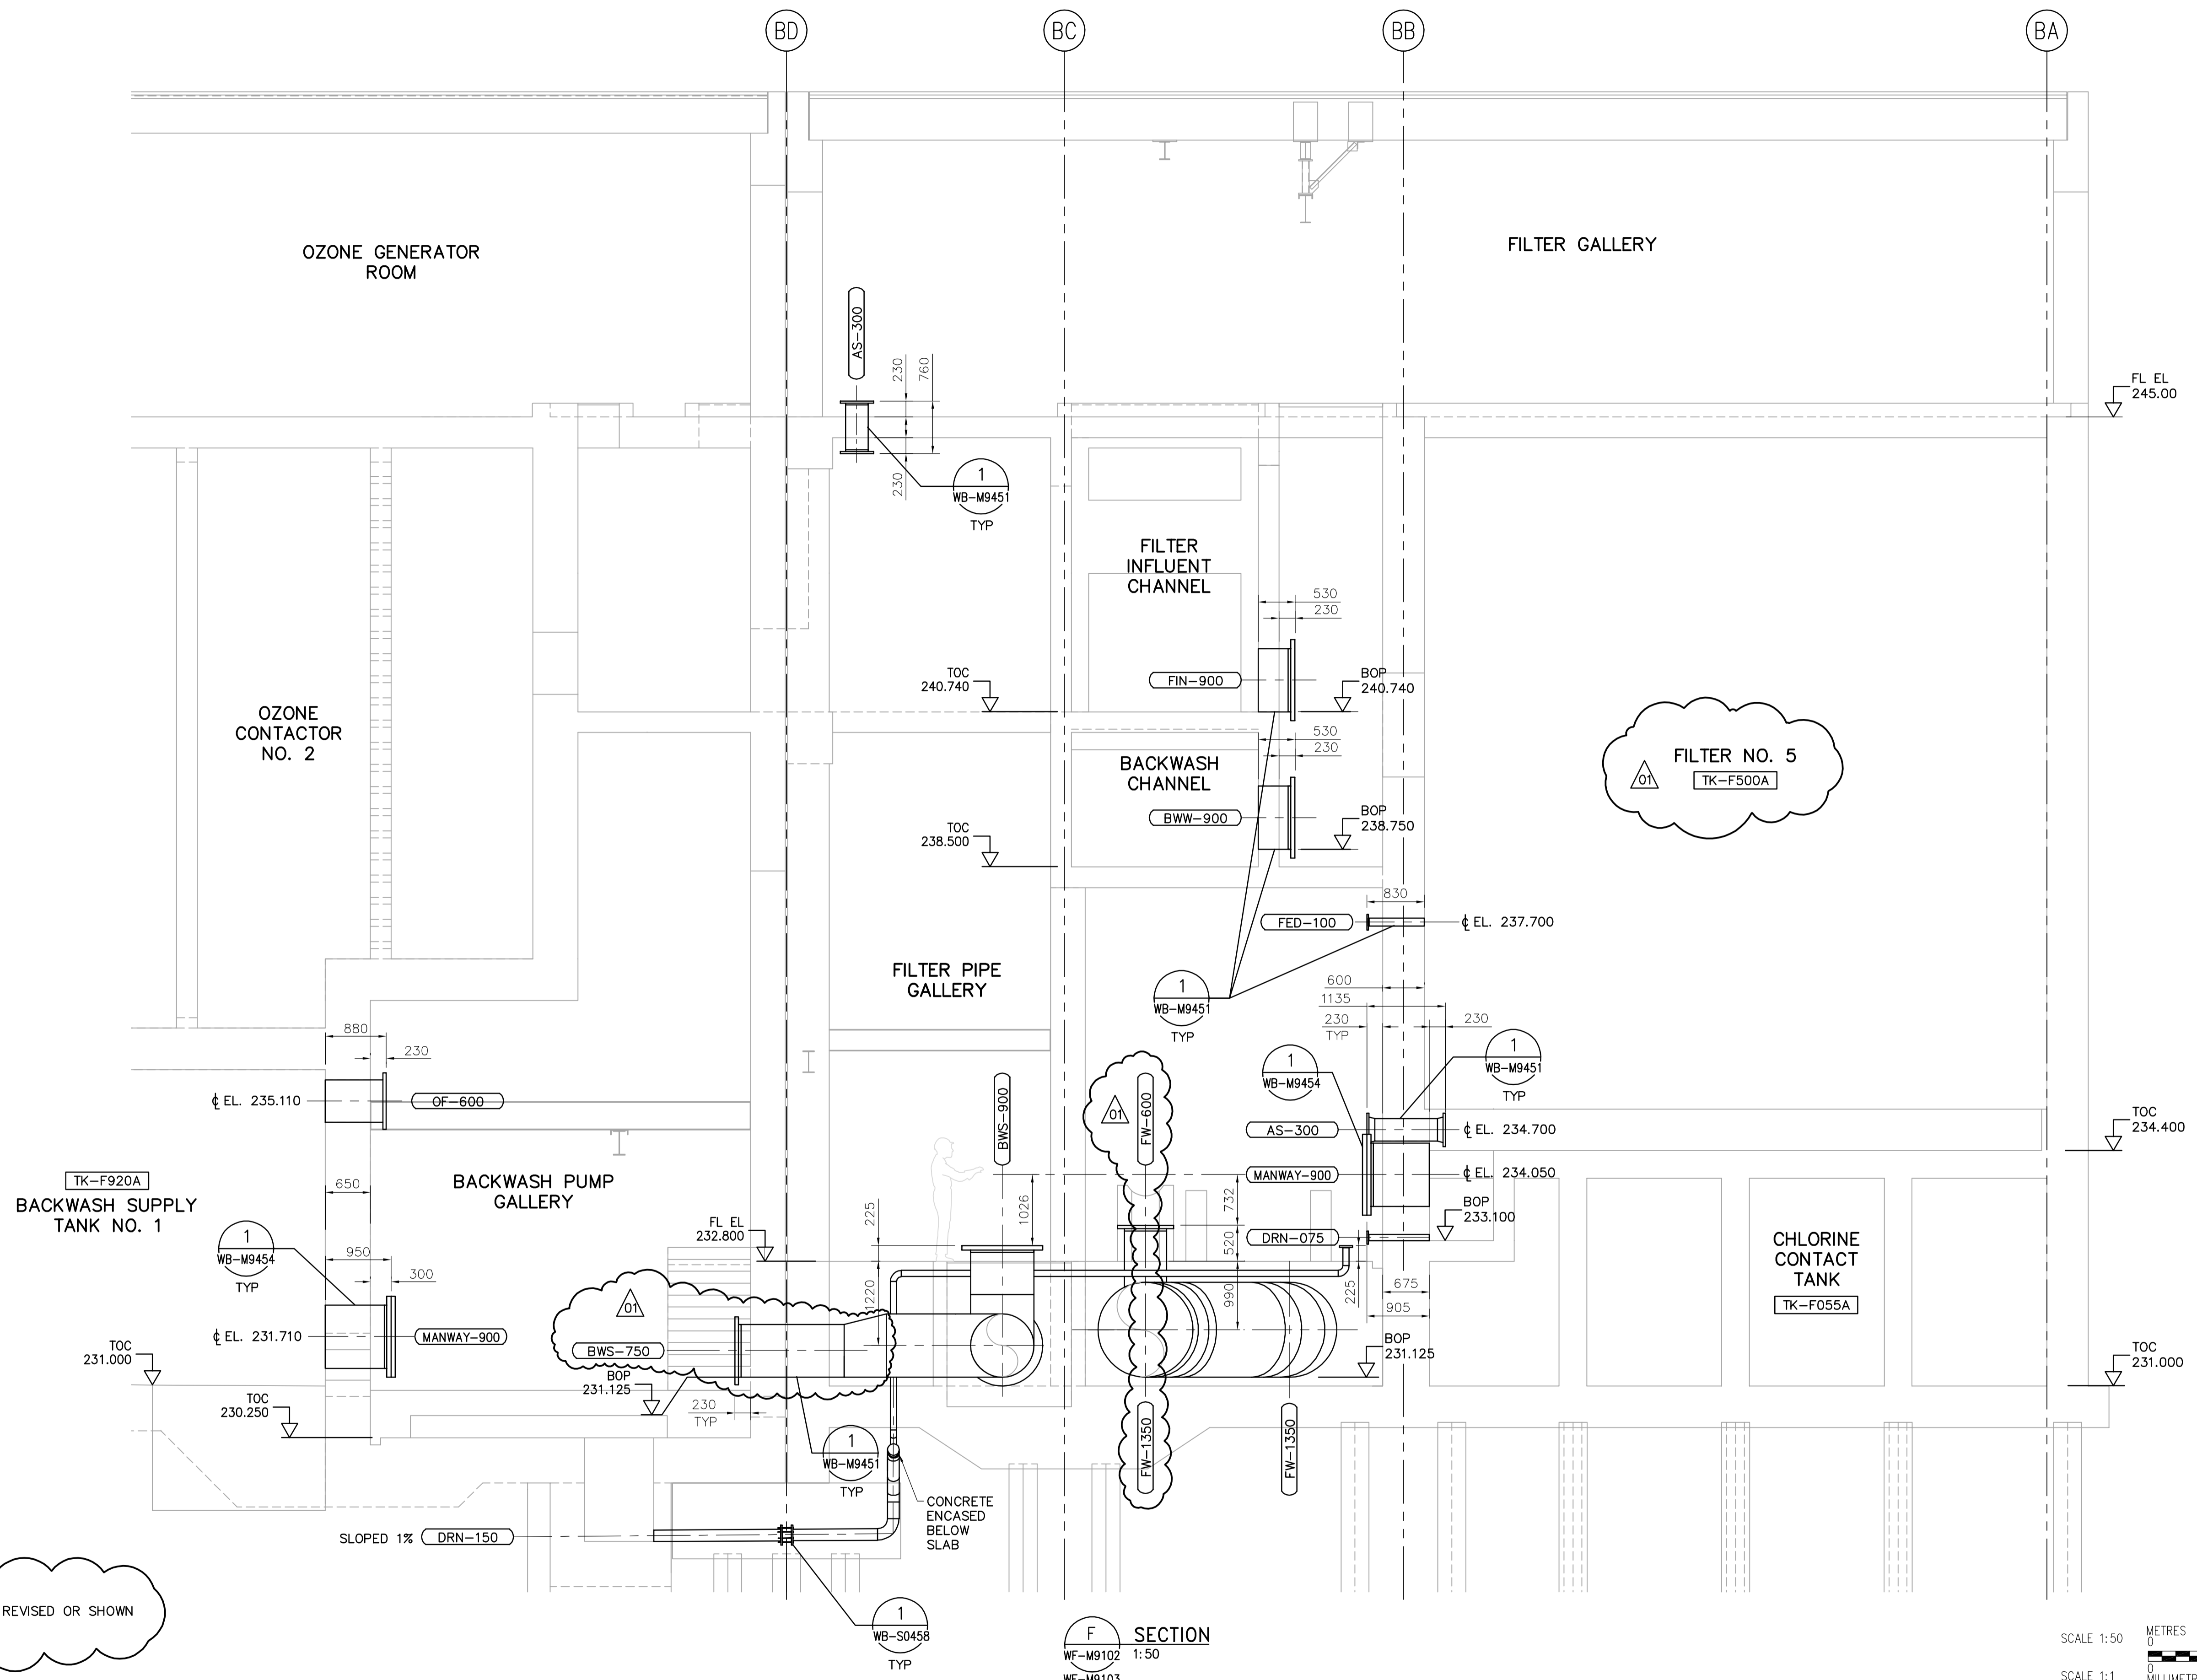 BD
BC
BB
BA
OZONE GENERATOR
ROOM
FILTER GALLERY
AS-300
230
760
230
1
WB-M9451
TYP
FL EL
245.00
FILTER
INFLUENT
CHANNEL
530
230
TOC
240.740
FIN-900
BOP
240.740
OZONE
CONTACTOR
NO. 2
530
230
BACKWASH
CHANNEL
BWW-900
BOP
238.750
TOC
238.500
FILTER NO. 5
01
TK-F500A
830
FED-100
℄ EL. 237.700
FILTER PIPE
GALLERY
1
WB-M9451
TYP
600
1135
230
TYP
230
880
230
℄ EL. 235.110
OF-600
BWS-900
01
FW-600
1
WB-M9454
1
WB-M9451
TYP
AS-300
℄ EL. 234.700
TOC
234.400
MANWAY-900
℄ EL. 234.050
BOP
233.100
TK-F920A
BACKWASH SUPPLY
TANK NO. 1
650
BACKWASH PUMP
GALLERY
FL EL
232.800
225
1026
732
520
DRN-075
1
WB-M9454
TYP
950
300
1220
990
225
675
905
CHLORINE
CONTACT
TANK
TK-F055A
01
℄ EL. 231.710
MANWAY-900
BWS-750
BOP
231.125
BOP
231.125
TOC
231.000
TOC
231.000
TOC
230.250
230
TYP
1
WB-M9451
TYP
FW-1350
FW-1350
CONCRETE
ENCASED
BELOW
SLAB
SLOPED 1%
DRN-150
REVISED OR SHOWN
1
WB-S0458
TYP
F
WF-M9102
WF-M9103
SECTION
1:50
SCALE 1:50
METRES
0
SCALE 1:1
0